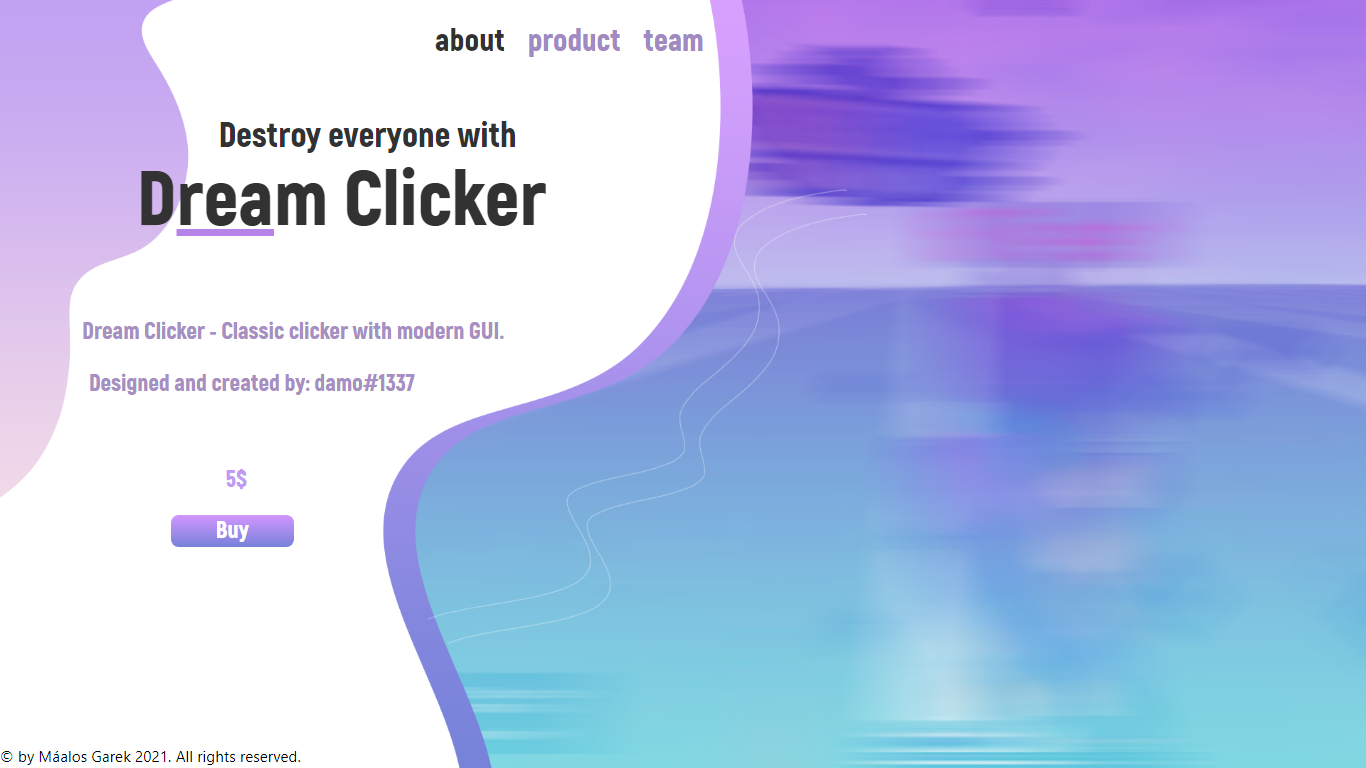 about product team
Destroy everyone with
Dream Clicker
Dream Clicker - Classic clicker with modern GUI.
Designed and created by: damo#1337
5$
Buy
© by Máalos Garek 2021. All rights reserved.